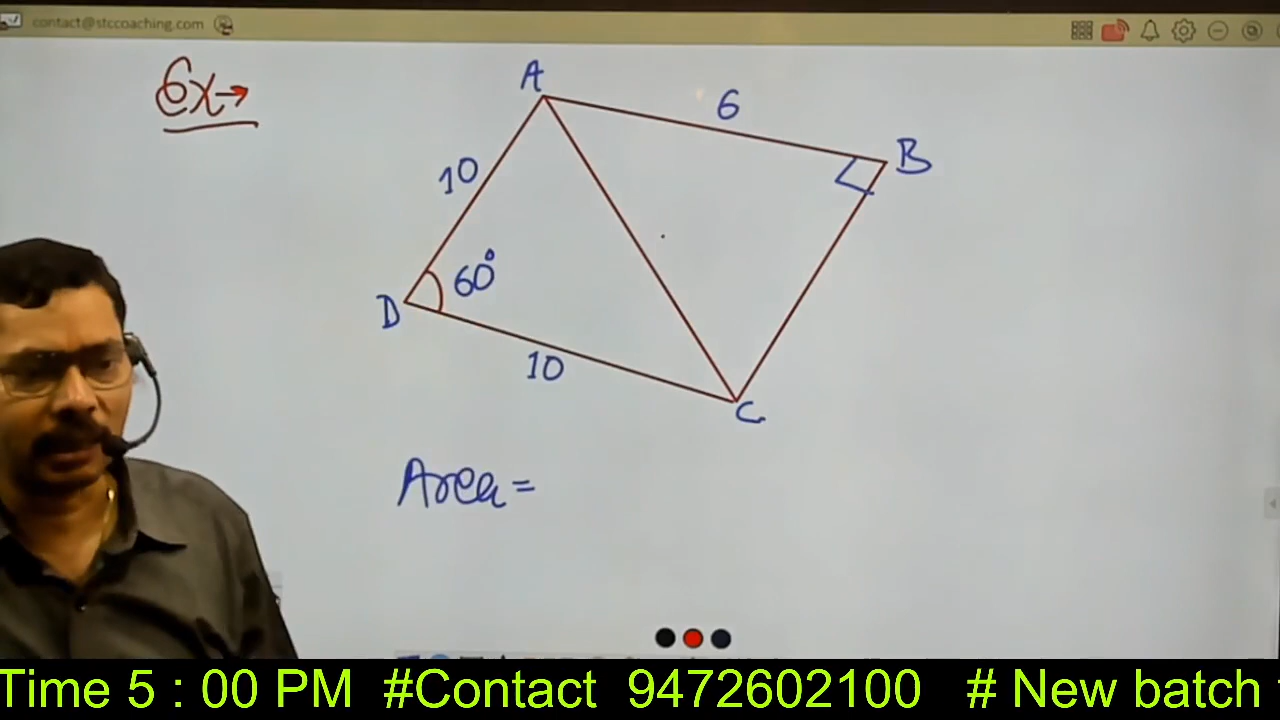 contact@stccoaching.com
Ex→
A
6
B
10
60°
D
10
C
Area =
Time 5 : 00 PM #Contact 9472602100 # New batch